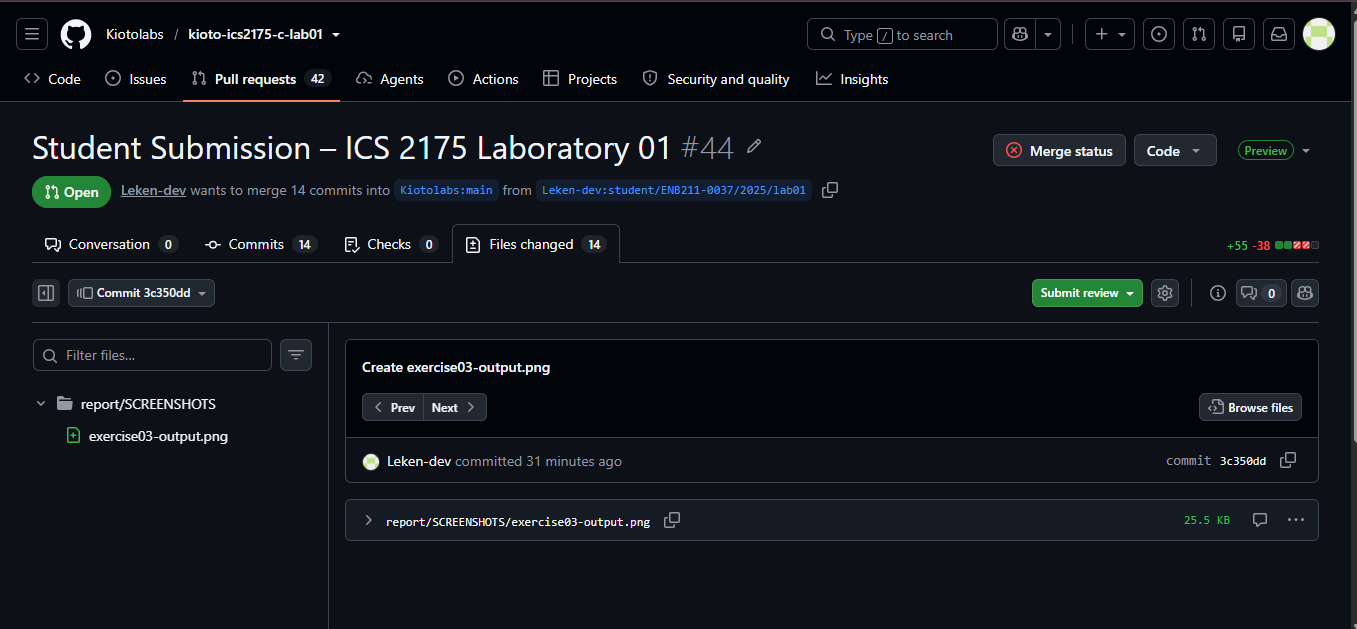 Kiotolabs / kioto-ics2175-c-lab01
Type / to search
Code Issues Pull requests 42 Agents Actions Projects Security and quality Insights
Student Submission – ICS 2175 Laboratory 01 #44
Merge status Code Preview
Open Leken-dev wants to merge 14 commits into Kiotolabs:main from Leken-dev:student/ENB211-0037/2025/lab01
Conversation 0 Commits 14 Checks 0 Files changed 14 +55 -38
Commit 3c350dd Submit review 0
Filter files...
Create exercise03-output.png
Prev Next Browse files
report/SCREENSHOTS
exercise03-output.png
Leken-dev committed 31 minutes ago commit 3c350dd
report/SCREENSHOTS/exercise03-output.png 25.5 KB